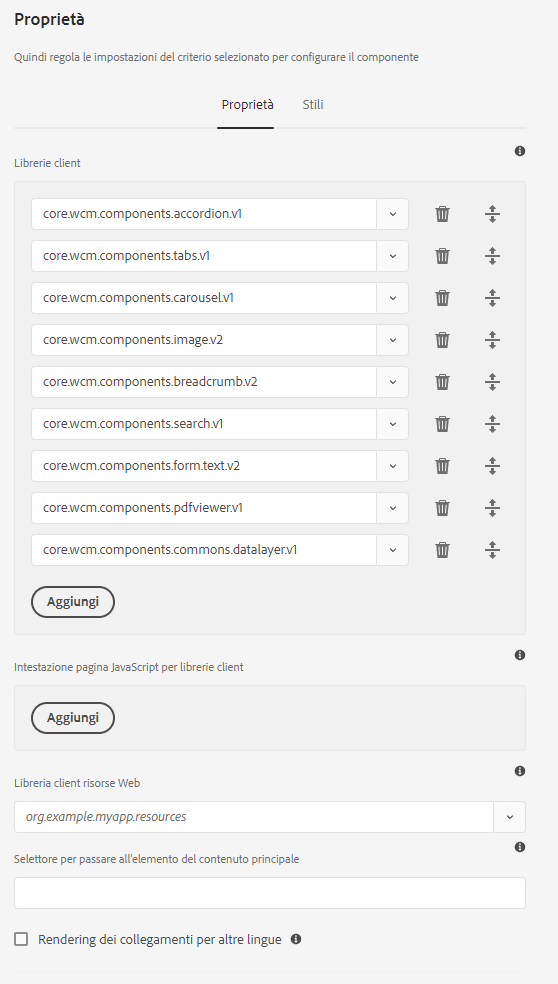 Proprietà
Quindi regola le impostazioni del criterio selezionato per configurare il componente
Proprietà
Stili
Librerie client
core.wcm.components.accordion.v1
core.wcm.components.tabs.v1
core.wcm.components.carousel.v1
core.wcm.components.image.v2
core.wcm.components.breadcrumb.v2
core.wcm.components.search.v1
core.wcm.components.form.text.v2
core.wcm.components.pdfviewer.v1
core.wcm.components.commons.datalayer.v1
Aggiungi
Intestazione pagina JavaScript per librerie client
Aggiungi
Libreria client risorse Web
org.example.myapp.resources
Selettore per passare all'elemento del contenuto principale
Rendering dei collegamenti per altre lingue